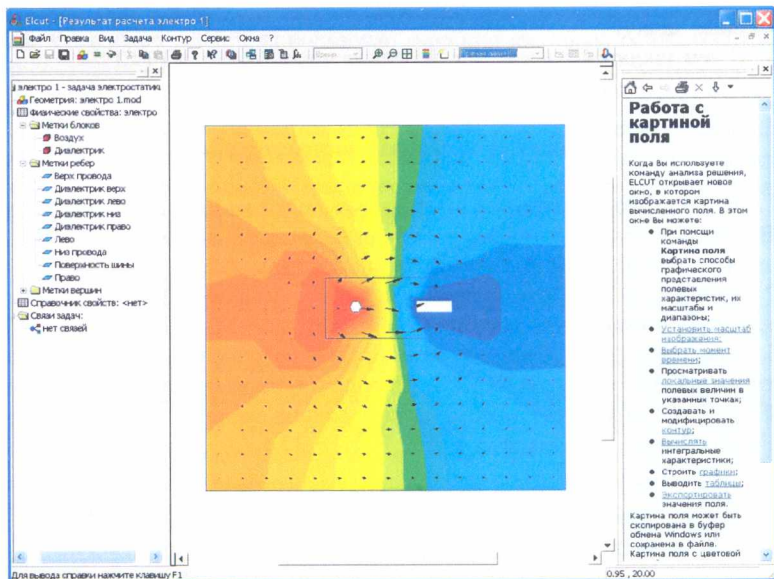 Elcut - [Результат расчета электро 1]
Файл Правка Вид Задача Контур Сервис Окна ?
электро 1 - задача электростатик
Геометрия: электро 1.mod
Физические свойства: электро
Метки блоков
Воздух
Диэлектрик
Метки ребер
Верх провода
Диэлектрик верх
Диэлектрик лево
Диэлектрик низ
Диэлектрик право
Лево
Низ провода
Поверхность шины
Право
Метки вершин
Справочник свойств: <нет>
Связи задач:
нет связей
Работа с
картиной
поля
Когда Вы используете
команду анализа решения,
ELCUT открывает новое
окно, в котором
изображается картина
вычисленного поля. В этом
окне Вы можете:
При помощи
команды
Картина поля
выбрать способы
графического
представления
полевых
характеристик, их
масштабы и
диапазоны;
Установить масштаб
изображения;
Выбрать момент
времени;
Просматривать
локальные значения
полевых величин в
указанных точках;
Создавать и
модифицировать
контур;
Вычислять
интегральные
характеристики;
Строить графики;
Выводить таблицы;
Экспортировать
значения поля.
Картина поля может быть
скопирована в буфер
обмена Windows или
сохранена в файле.
Картина поля с цветовой
Для вывода справки нажмите клавишу F1
0.95 , 20.00